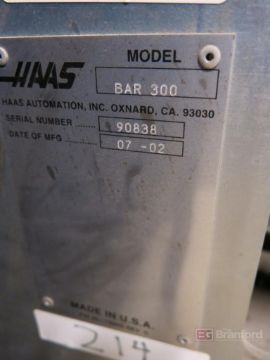 MODEL
HAAS
BAR 300
HAAS AUTOMATION, INC. OXNARD, CA. 93030
SERIAL NUMBER ........ 90838
DATE OF MFG ........ 07 -02
MADE IN U.S.A.
214
EG Branford